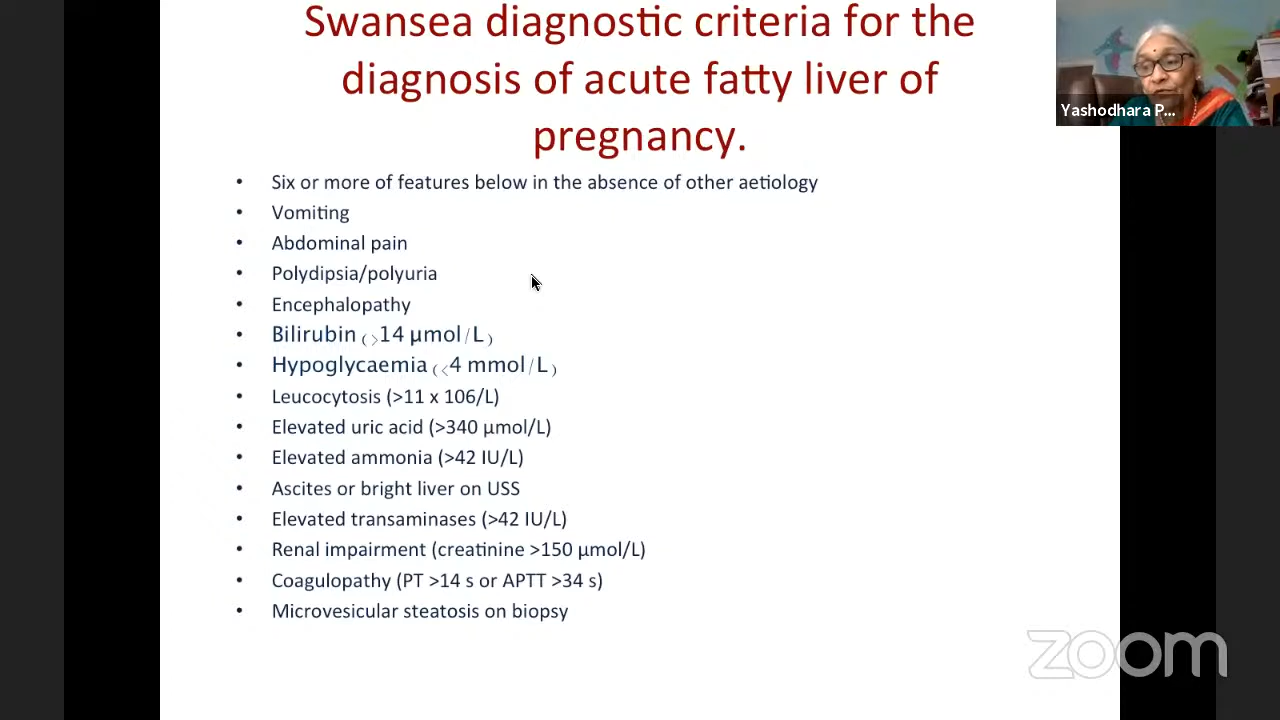 Swansea diagnostic criteria for the
diagnosis of acute fatty liver of
pregnancy.
Yashodhara P...
• Six or more of features below in the absence of other aetiology
• Vomiting
• Abdominal pain
• Polydipsia/polyuria
• Encephalopathy
• Bilirubin (>14 μmol/L)
• Hypoglycaemia (<4 mmol/L)
• Leucocytosis (>11 x 106/L)
• Elevated uric acid (>340 μmol/L)
• Elevated ammonia (>42 IU/L)
• Ascites or bright liver on USS
• Elevated transaminases (>42 IU/L)
• Renal impairment (creatinine >150 μmol/L)
• Coagulopathy (PT >14 s or APTT >34 s)
• Microvesicular steatosis on biopsy
zoom